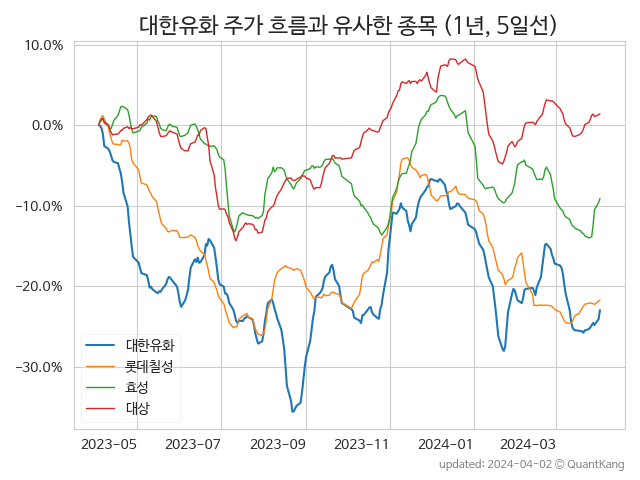 대한유화 주가 흐름과 유사한 종목 (1년, 5일선)
10.0%
0.0%
−10.0%
−20.0%
−30.0%
대한유화
롯데칠성
효성
대상
2023-05 2023-07 2023-09 2023-11 2024-01 2024-03
updated: 2024-04-02 © QuantKang